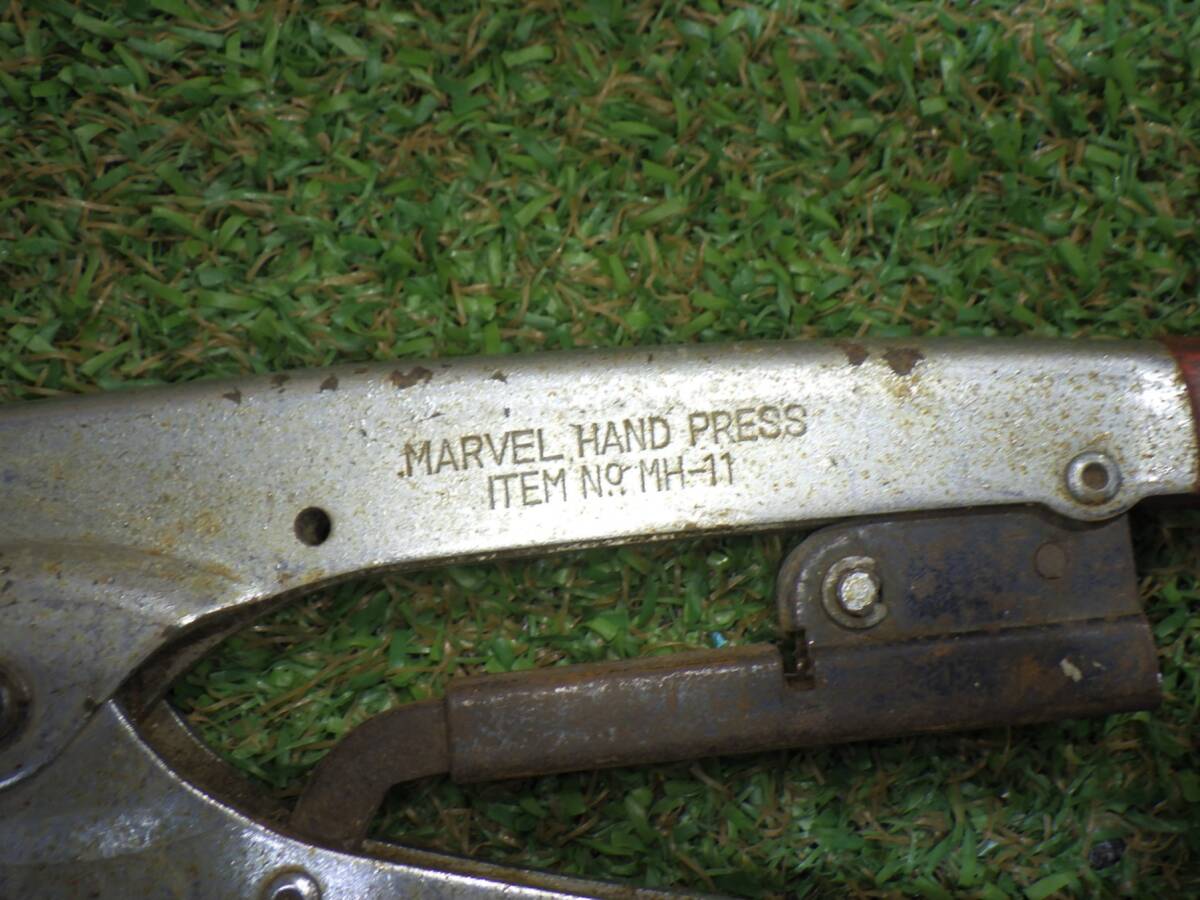 MARVEL HAND PRESS
ITEM No. MH-11